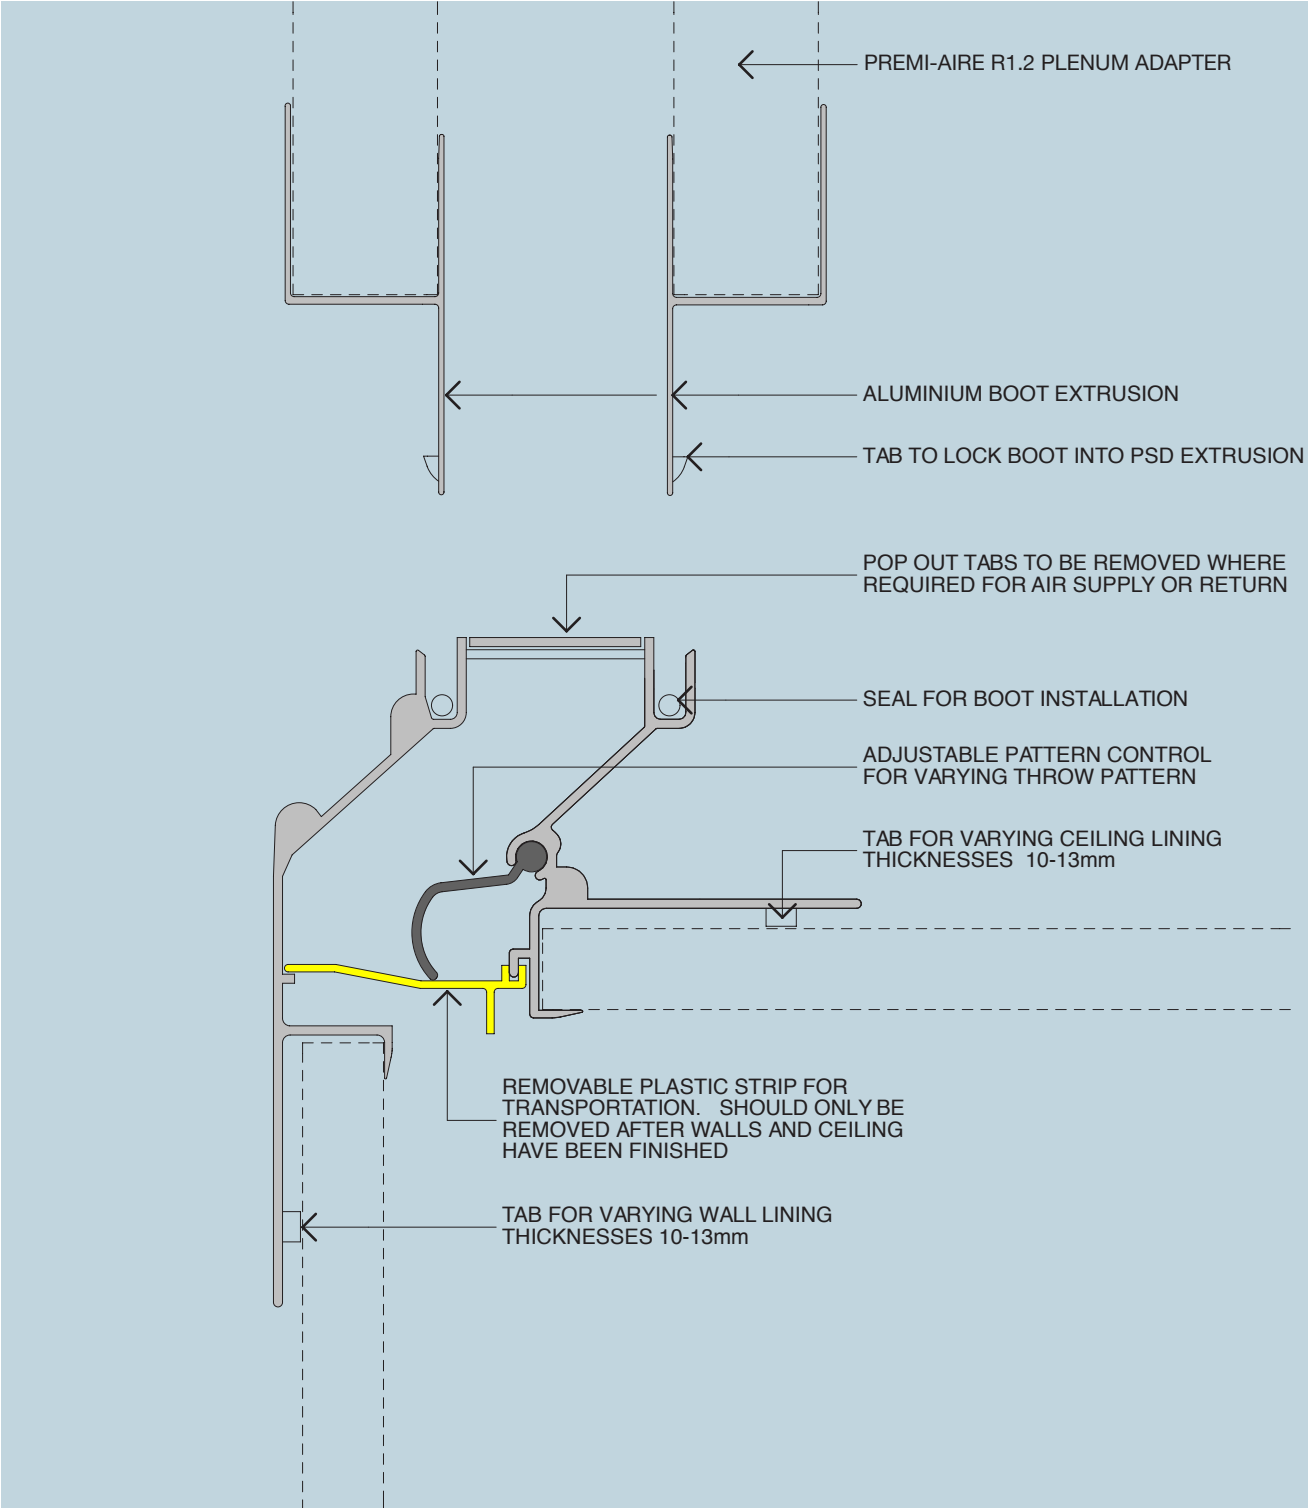 PREMI-AIRE R1.2 PLENUM ADAPTER
ALUMINIUM BOOT EXTRUSION
TAB TO LOCK BOOT INTO PSD EXTRUSION
POP OUT TABS TO BE REMOVED WHERE
REQUIRED FOR AIR SUPPLY OR RETURN
SEAL FOR BOOT INSTALLATION
ADJUSTABLE PATTERN CONTROL
FOR VARYING THROW PATTERN
TAB FOR VARYING CEILING LINING
THICKNESSES 10-13mm
REMOVABLE PLASTIC STRIP FOR
TRANSPORTATION. SHOULD ONLY BE
REMOVED AFTER WALLS AND CEILING
HAVE BEEN FINISHED
TAB FOR VARYING WALL LINING
THICKNESSES 10-13mm